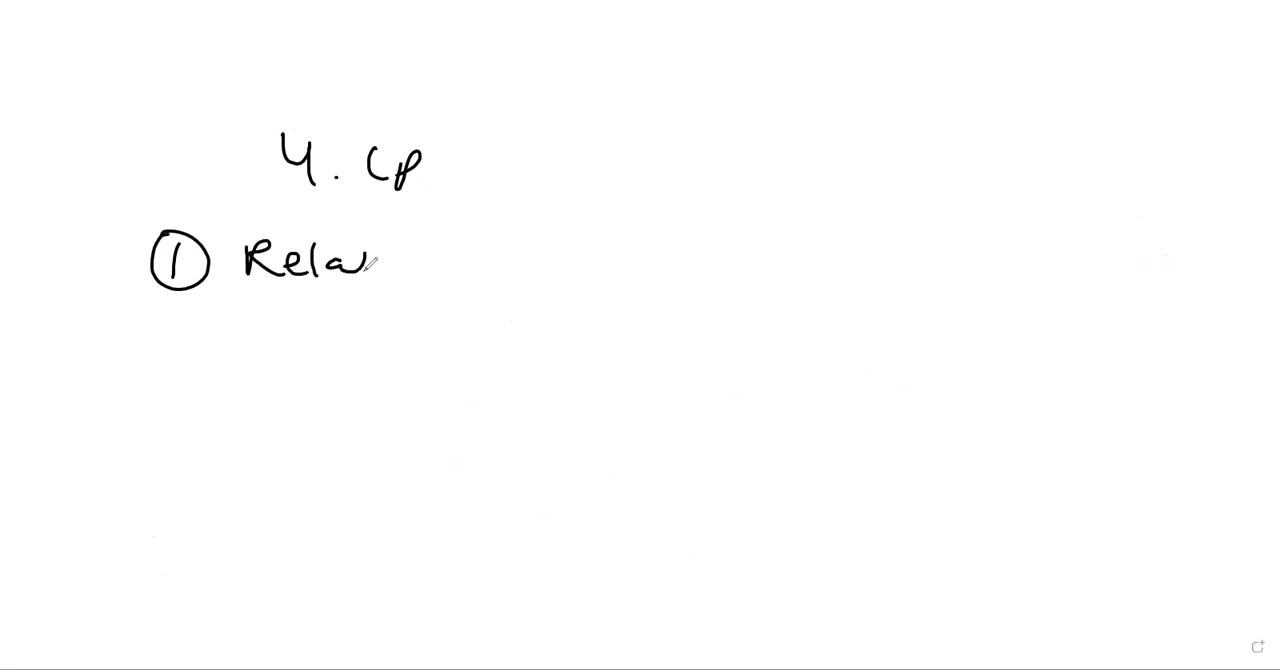 4. CP
① Rela